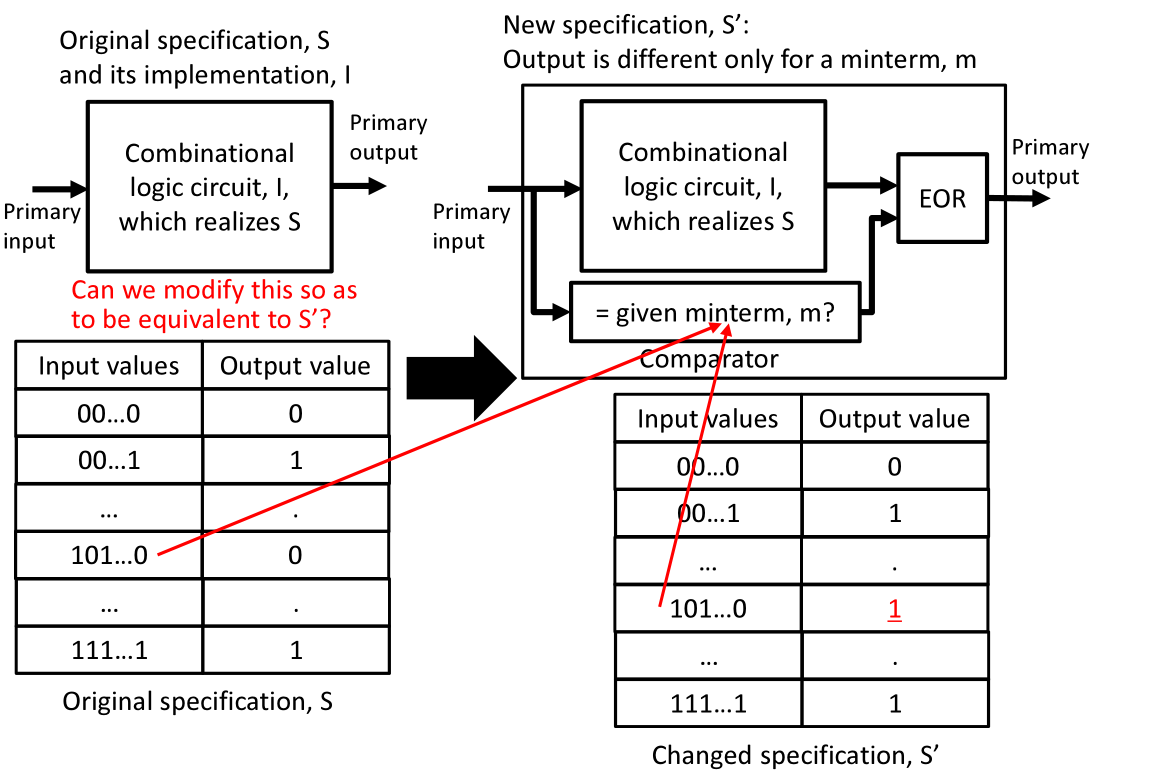 Original specification, S
and its implementation, I
Primary
input
Combinational
logic circuit, I,
which realizes S
Primary
output
Can we modify this so as
to be equivalent to S’?
Input values Output value
00...0 0
00...1 1
... .
101...0 0
... .
111...1 1
Original specification, S
New specification, S’:
Output is different only for a minterm, m
Primary
input
Combinational
logic circuit, I,
which realizes S
= given minterm, m?
Comparator
EOR
Primary
output
Input values Output value
00...0 0
00...1 1
... .
101...0 1
... .
111...1 1
Changed specification, S’